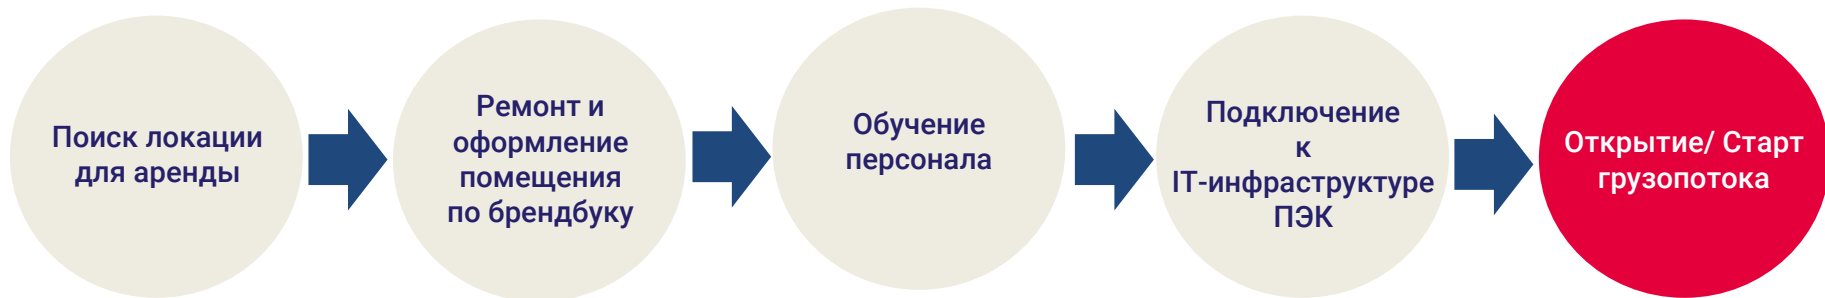 Поиск локации
для аренды
Ремонт и
оформление
помещения
по брендбуку
Обучение
персонала
Подключение
к
IT-инфраструктуре
ПЭК
Открытие/ Старт
грузопотока